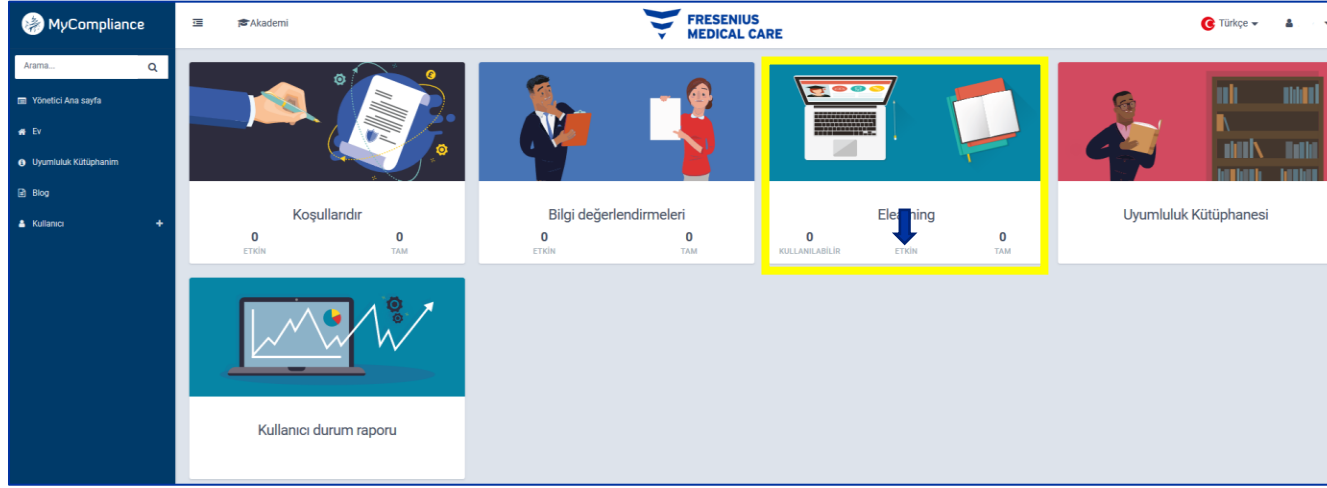 MyCompliance
Akademi
FRESENIUS
MEDICAL CARE
Türkçe
Arama...
Yönetici Ana sayfa
Ev
Uyumluluk Kütüphanim
Blog
Kullanıcı
Koşullarıdır
0 0
ETKİN TAM
Bilgi değerlendirmeleri
0 0
ETKİN TAM
Elearning
0 0
KULLANILABİLİR ETKİN TAM
Uyumluluk Kütüphanesi
Kullanıcı durum raporu